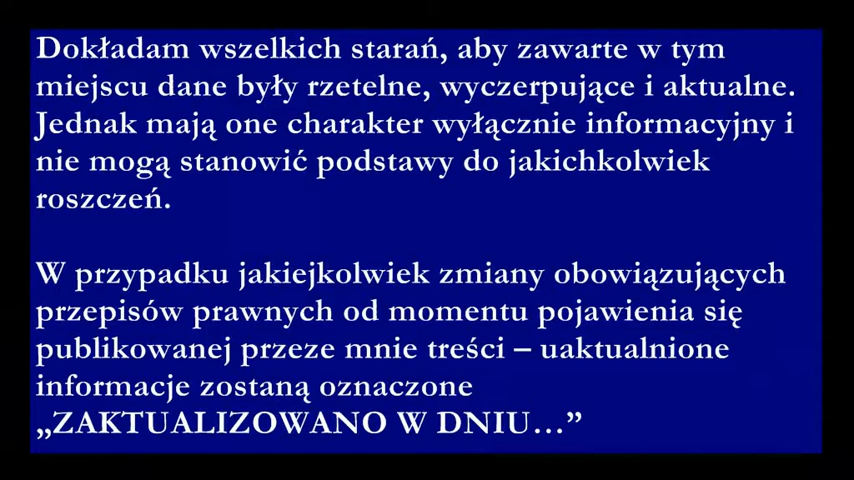 Dokładam wszelkich starań, aby zawarte w tym
miejscu dane były rzetelne, wyczerpujące i aktualne.
Jednak mają one charakter wyłącznie informacyjny i
nie mogą stanowić podstawy do jakichkolwiek
roszczeń.
W przypadku jakiejkolwiek zmiany obowiązujących
przepisów prawnych od momentu pojawienia się
publikowanej przeze mnie treści – uaktualnione
informacje zostaną oznaczone
„ZAKTUALIZOWANO W DNIU…”